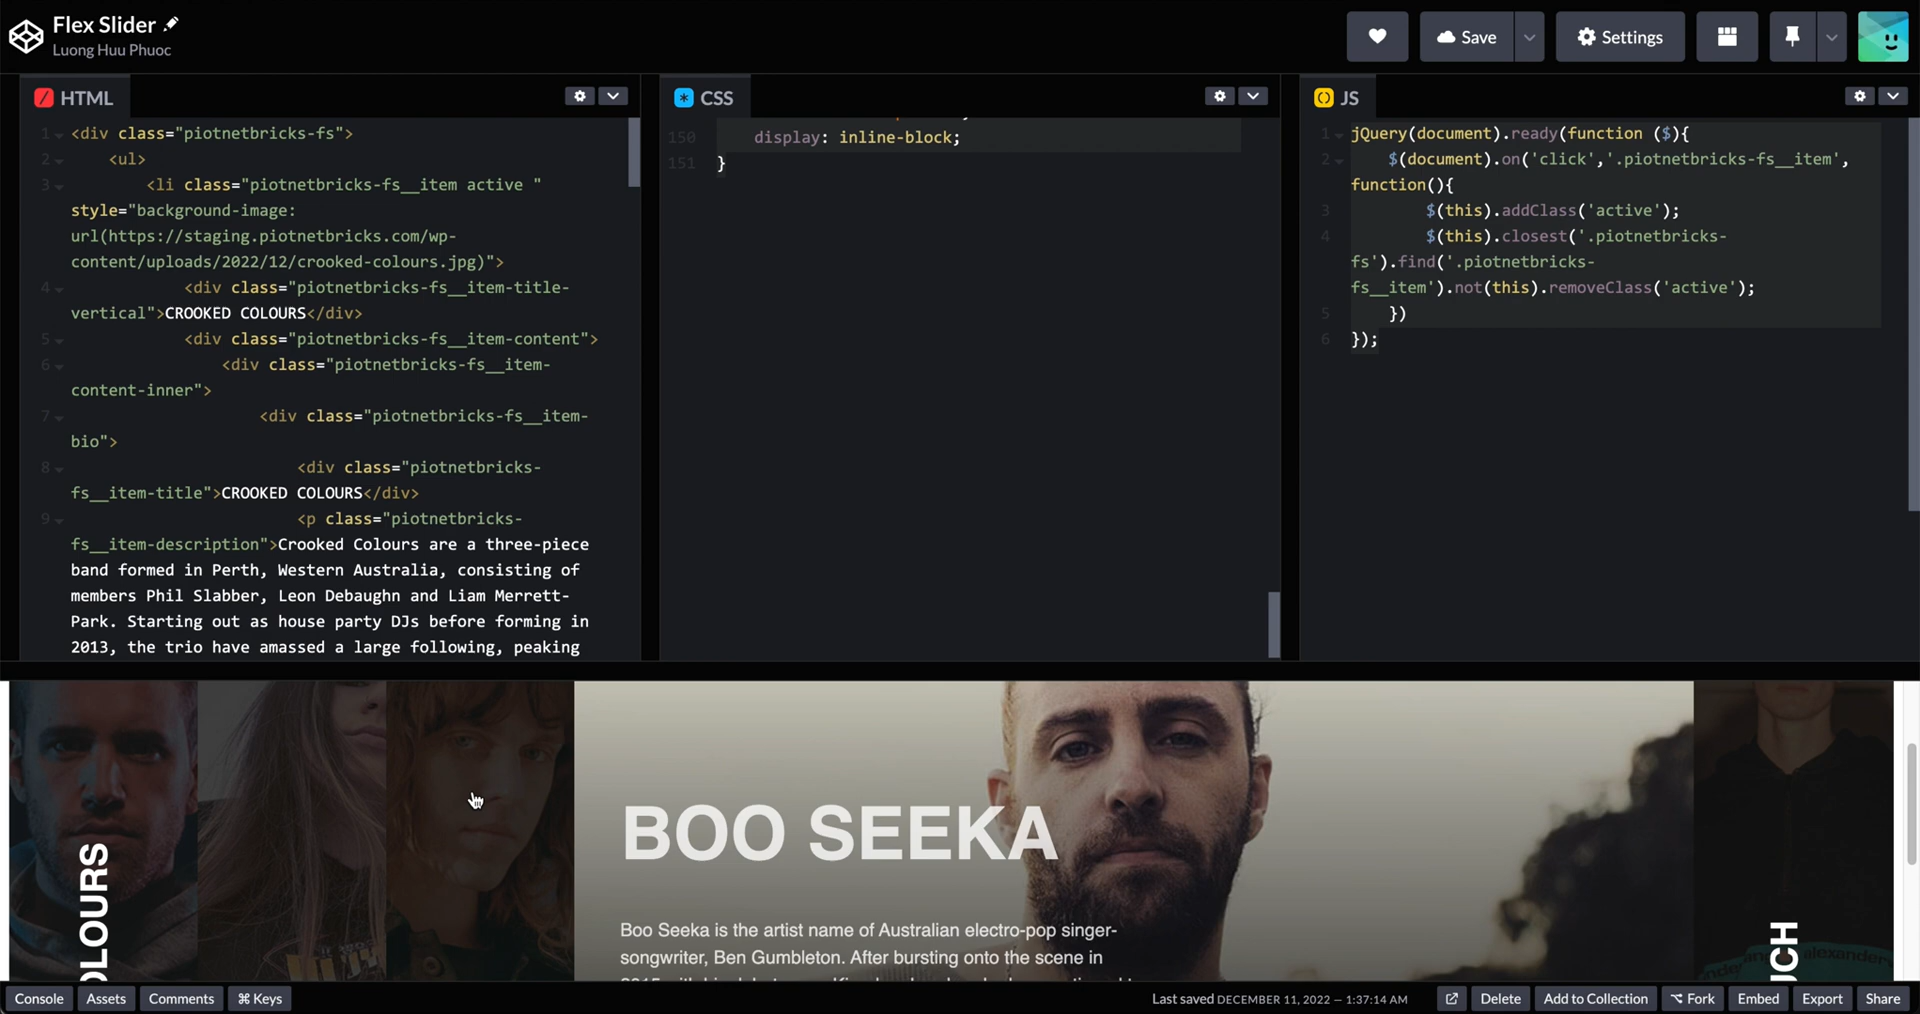 Flex Slider
Luong Huu Phuoc
Save
Settings
HTML
1 <div class="piotnetbricks-fs">
2 <ul>
3 <li class="piotnetbricks-fs__item active "
style="background-image:
url(https://staging.piotnetbricks.com/wp-
content/uploads/2022/12/crooked-colours.jpg)">
4 <div class="piotnetbricks-fs__item-title-
vertical">CROOKED COLOURS</div>
5 <div class="piotnetbricks-fs__item-content">
6 <div class="piotnetbricks-fs__item-
content-inner">
7 <div class="piotnetbricks-fs__item-
bio">
8 <div class="piotnetbricks-
fs__item-title">CROOKED COLOURS</div>
9 <p class="piotnetbricks-
fs__item-description">Crooked Colours are a three-piece
band formed in Perth, Western Australia, consisting of
members Phil Slabber, Leon Debaughn and Liam Merrett-
Park. Starting out as house party DJs before forming in
2013, the trio have amassed a large following, peaking
CSS
150 display: inline-block;
151 }
JS
1 jQuery(document).ready(function ($){
2 $(document).on('click','.piotnetbricks-fs__item',
function(){
3 $(this).addClass('active');
4 $(this).closest('.piotnetbricks-
fs').find('.piotnetbricks-
fs__item').not(this).removeClass('active');
5 })
6 });
OLOURS
BOO SEEKA
Boo Seeka is the artist name of Australian electro-pop singer-
songwriter, Ben Gumbleton. After bursting onto the scene in
UCH
alexander
Console
Assets
Comments
⌘ Keys
Last saved DECEMBER 11, 2022 — 1:37:14 AM
Delete
Add to Collection
Fork
Embed
Export
Share